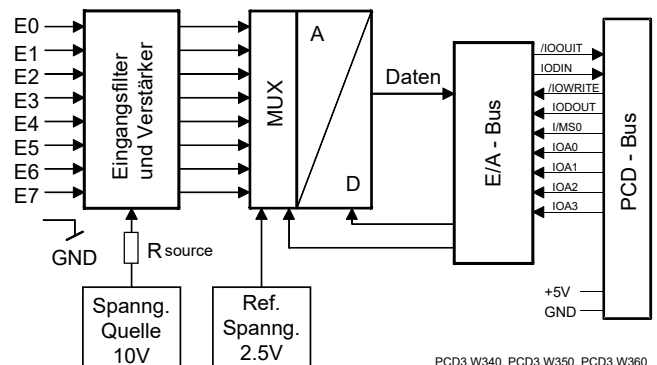 E0
E1
E2
E3
E4
E5
E6
E7
GND
Eingangsfilter
und Verstärker
R source
Spanng.
Quelle
10V
MUX
A
D
Ref.
Spanng.
2.5V
Daten
E/A - Bus
/IOOUIT
IODIN
/IOWRITE
IODOUT
I/MS0
IOA0
IOA1
IOA2
IOA3
+5V
GND
PCD - Bus
PCD3.W340, PCD3.W350, PCD3.W360